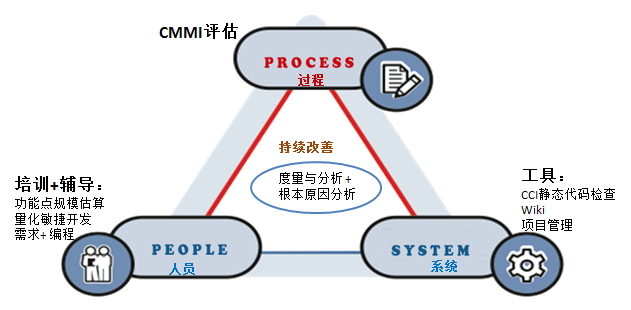 CMMI评估
PROCESS
过程
持续改善
度量与分析+
根本原因分析
培训+辅导：
功能点规模估算
量化敏捷开发
需求+编程
工具：
CCI静态代码检查
Wiki
项目管理
PEOPLE
人员
SYSTEM
系统